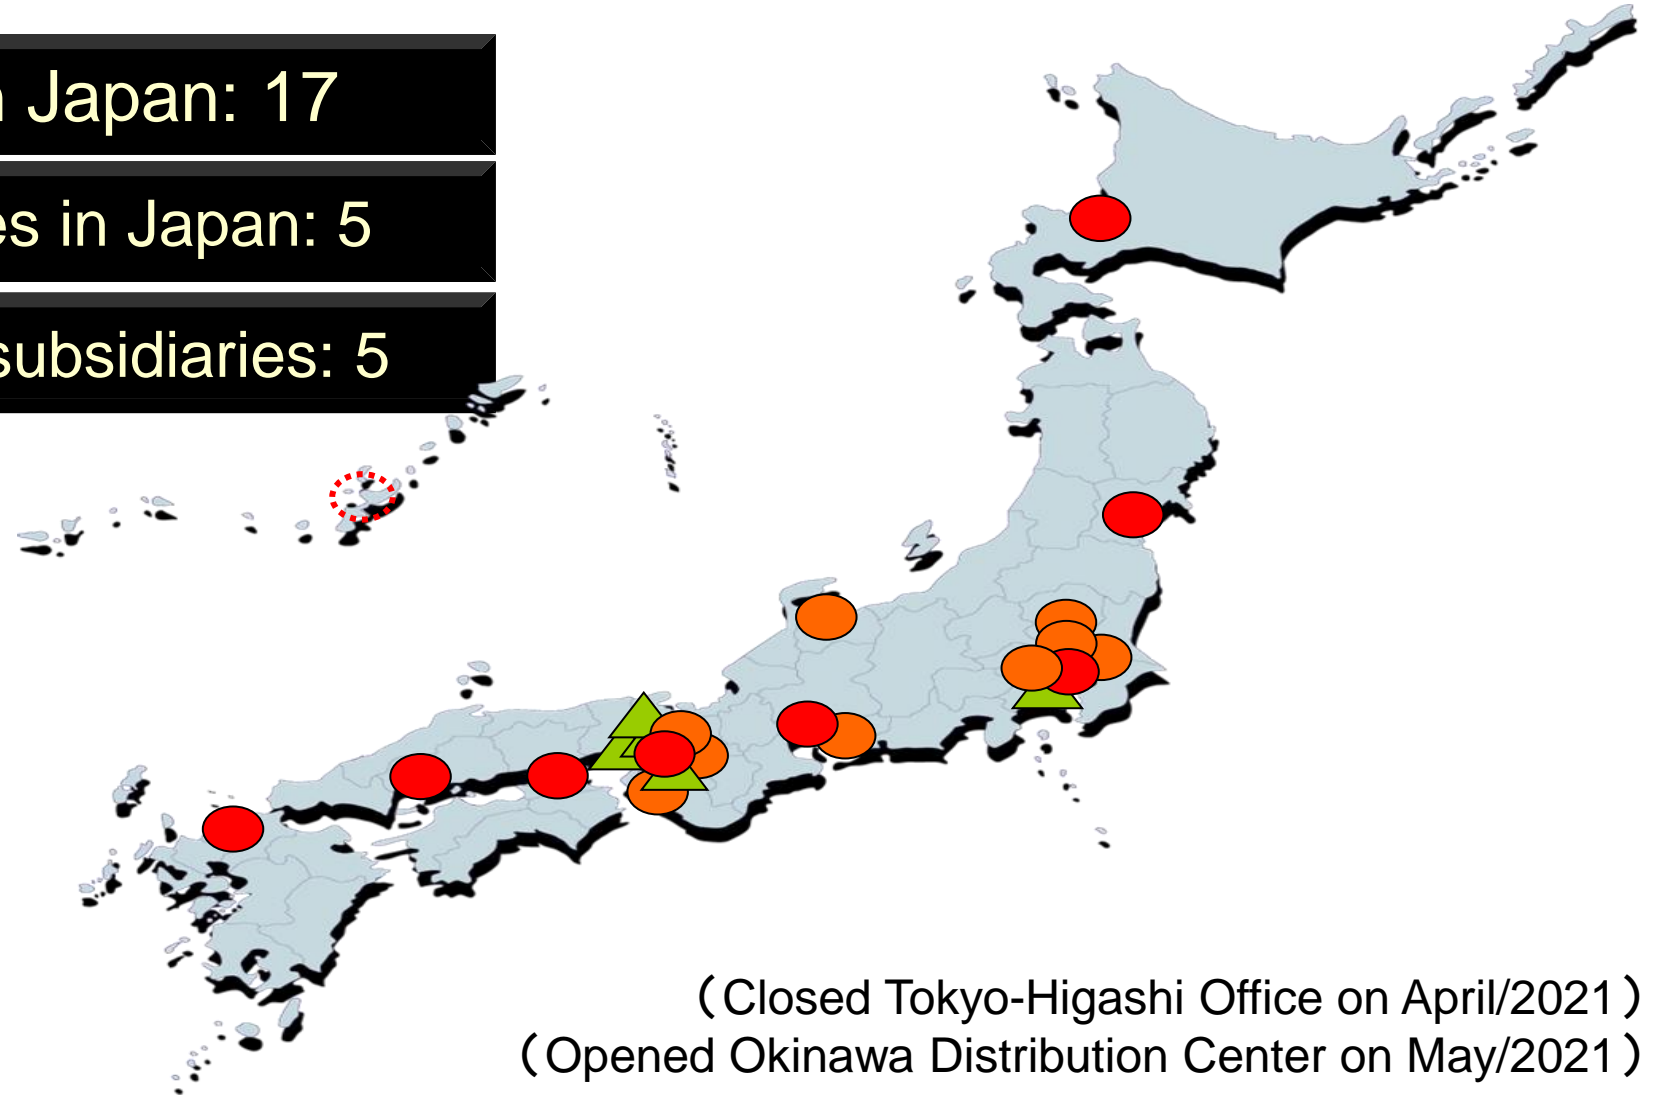 n Japan: 17
es in Japan: 5
subsidiaries: 5
（Closed Tokyo-Higashi Office on April/2021）
（Opened Okinawa Distribution Center on May/2021）